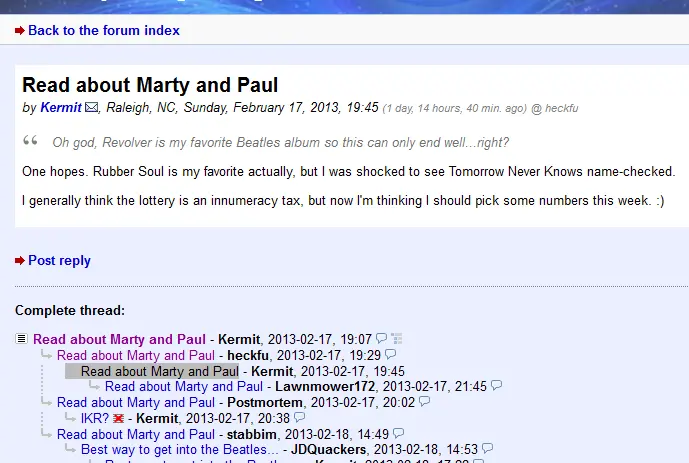 Back to the forum index
Read about Marty and Paul
by Kermit, Raleigh, NC, Sunday, February 17, 2013, 19:45 (1 day, 14 hours, 40 min. ago) @ heckfu
“ Oh god, Revolver is my favorite Beatles album so this can only end well...right?
One hopes. Rubber Soul is my favorite actually, but I was shocked to see Tomorrow Never Knows name-checked.
I generally think the lottery is an innumeracy tax, but now I'm thinking I should pick some numbers this week. :)
Post reply
Complete thread:
Read about Marty and Paul - Kermit, 2013-02-17, 19:07
Read about Marty and Paul - heckfu, 2013-02-17, 19:29
Read about Marty and Paul - Kermit, 2013-02-17, 19:45
Read about Marty and Paul - Lawnmower172, 2013-02-17, 21:45
Read about Marty and Paul - Postmortem, 2013-02-17, 20:02
IKR? - Kermit, 2013-02-17, 20:38
Read about Marty and Paul - stabbim, 2013-02-18, 14:49
Best way to get into the Beatles... - JDQuackers, 2013-02-18, 14:53